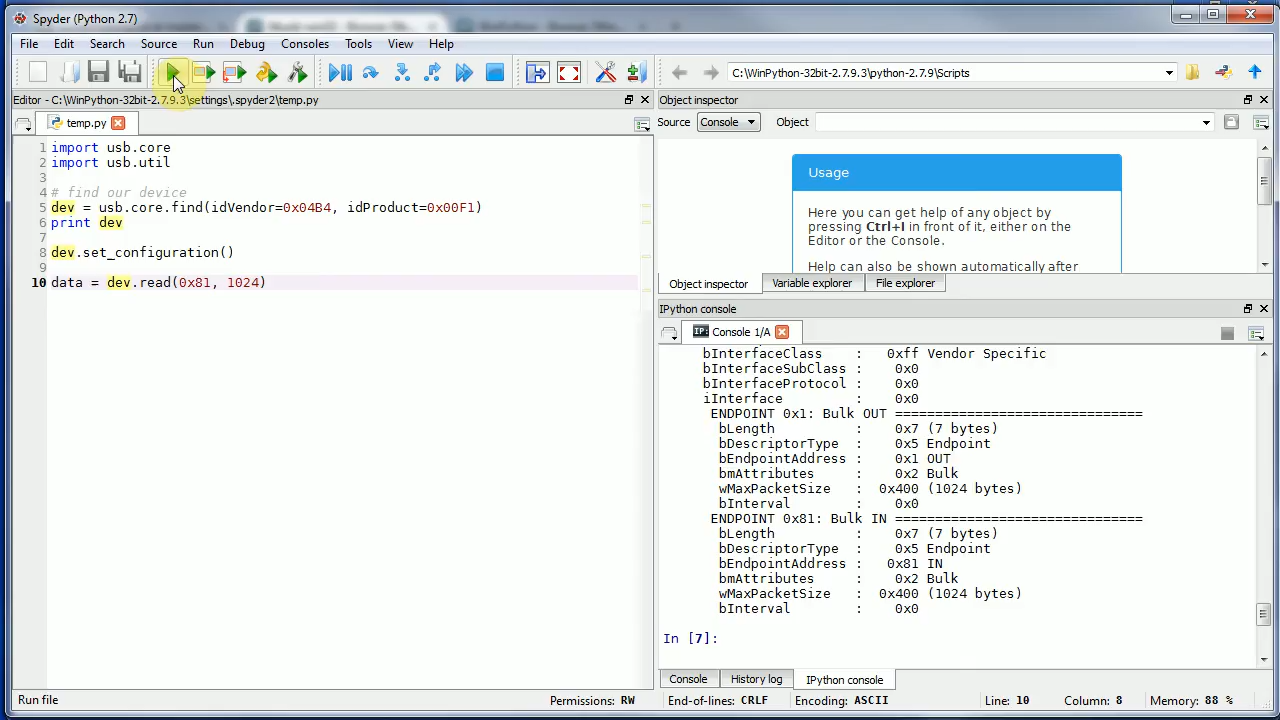 Spyder (Python 2.7)
File Edit Search Source Run Debug Consoles Tools View Help
C:\WinPython-32bit-2.7.9.3\python-2.7.9\Scripts
Editor - C:\WinPython-32bit-2.7.9.3\settings\.spyder2\temp.py
temp.py
1 import usb.core
2 import usb.util
3
4 # find our device
5 dev = usb.core.find(idVendor=0x04B4, idProduct=0x00F1)
6 print dev
7
8 dev.set_configuration()
9
10 data = dev.read(0x81, 1024)
Object inspector
Source Console Object
Usage
Here you can get help of any object by
pressing Ctrl+I in front of it, either on the
Editor or the Console.
Help can also be shown automatically after
Object inspector Variable explorer File explorer
IPython console
IP: Console 1/A
bInterfaceClass : 0xff Vendor Specific
bInterfaceSubClass : 0x0
bInterfaceProtocol : 0x0
iInterface : 0x0
ENDPOINT 0x1: Bulk OUT ===============================
bLength : 0x7 (7 bytes)
bDescriptorType : 0x5 Endpoint
bEndpointAddress : 0x1 OUT
bmAttributes : 0x2 Bulk
wMaxPacketSize : 0x400 (1024 bytes)
bInterval : 0x0
ENDPOINT 0x81: Bulk IN ===============================
bLength : 0x7 (7 bytes)
bDescriptorType : 0x5 Endpoint
bEndpointAddress : 0x81 IN
bmAttributes : 0x2 Bulk
wMaxPacketSize : 0x400 (1024 bytes)
bInterval : 0x0
In [7]:
Console History log IPython console
Run file Permissions: RW End-of-lines: CRLF Encoding: ASCII Line: 10 Column: 8 Memory: 88 %